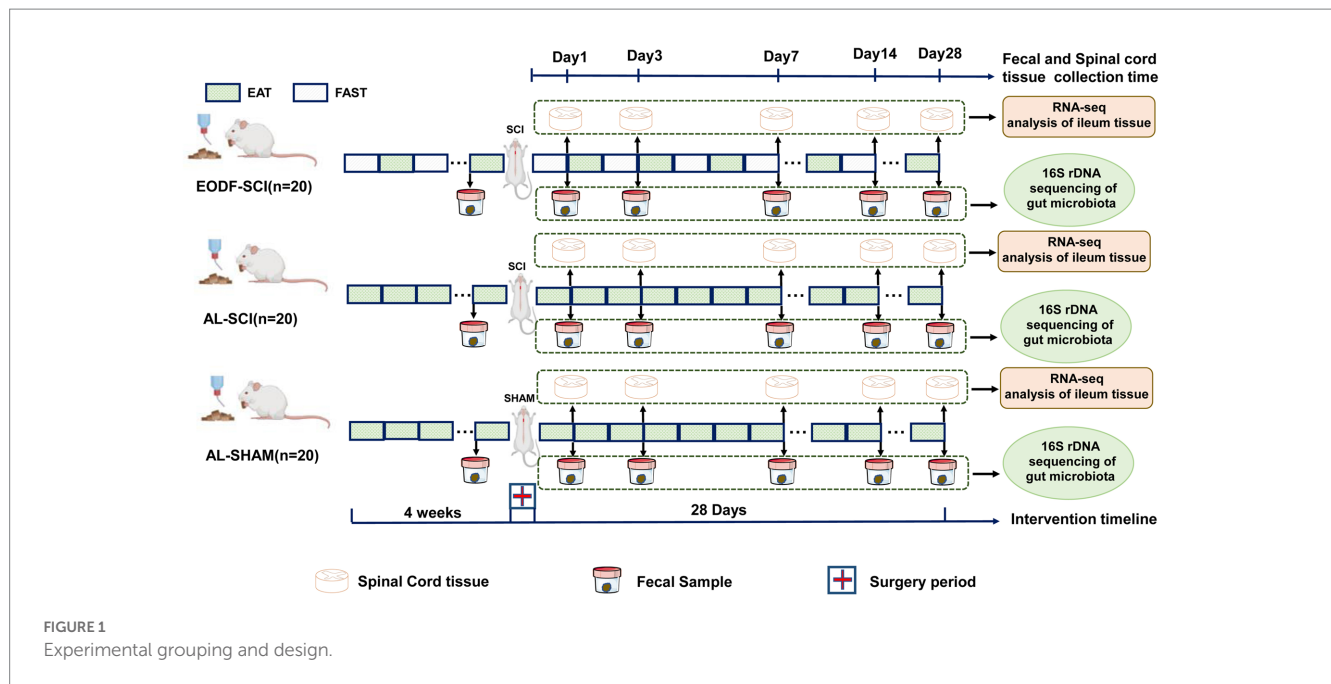 Day1 Day3 Day7 Day14 Day28
Fecal and Spinal cord
tissue collection time
EAT FAST
SCI
RNA-seq
analysis of ileum tissue
EODF-SCI(n=20)
16S rDNA
sequencing of
gut microbiota
SCI
RNA-seq
analysis of ileum tissue
AL-SCI(n=20)
16S rDNA
sequencing of
gut microbiota
SHAM
RNA-seq
analysis of ileum tissue
AL-SHAM(n=20)
16S rDNA
sequencing of
gut microbiota
4 weeks 28 Days Intervention timeline
Spinal Cord tissue Fecal Sample Surgery period
FIGURE 1
Experimental grouping and design.